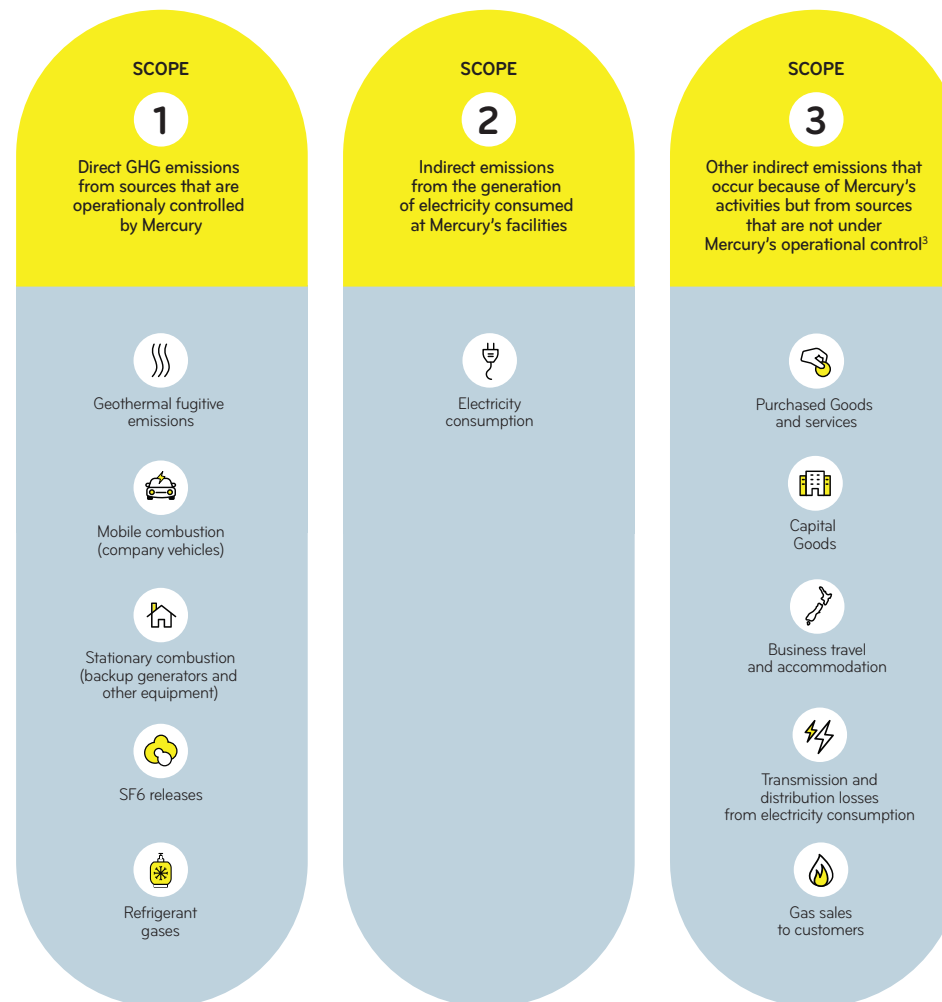 SCOPE
1
Direct GHG emissions
from sources that are
operationaly controlled
by Mercury
Geothermal fugitive
emissions
Mobile combustion
(company vehicles)
Stationary combustion
(backup generators and
other equipment)
SF6 releases
Refrigerant
gases
SCOPE
2
Indirect emissions
from the generation
of electricity consumed
at Mercury's facilities
Electricity
consumption
SCOPE
3
Other indirect emissions that
occur because of Mercury's
activities but from sources
that are not under
Mercury's operational control³
Purchased Goods
and services
Capital
Goods
Business travel
and accommodation
Transmission and
distribution losses
from electricity consumption
Gas sales
to customers